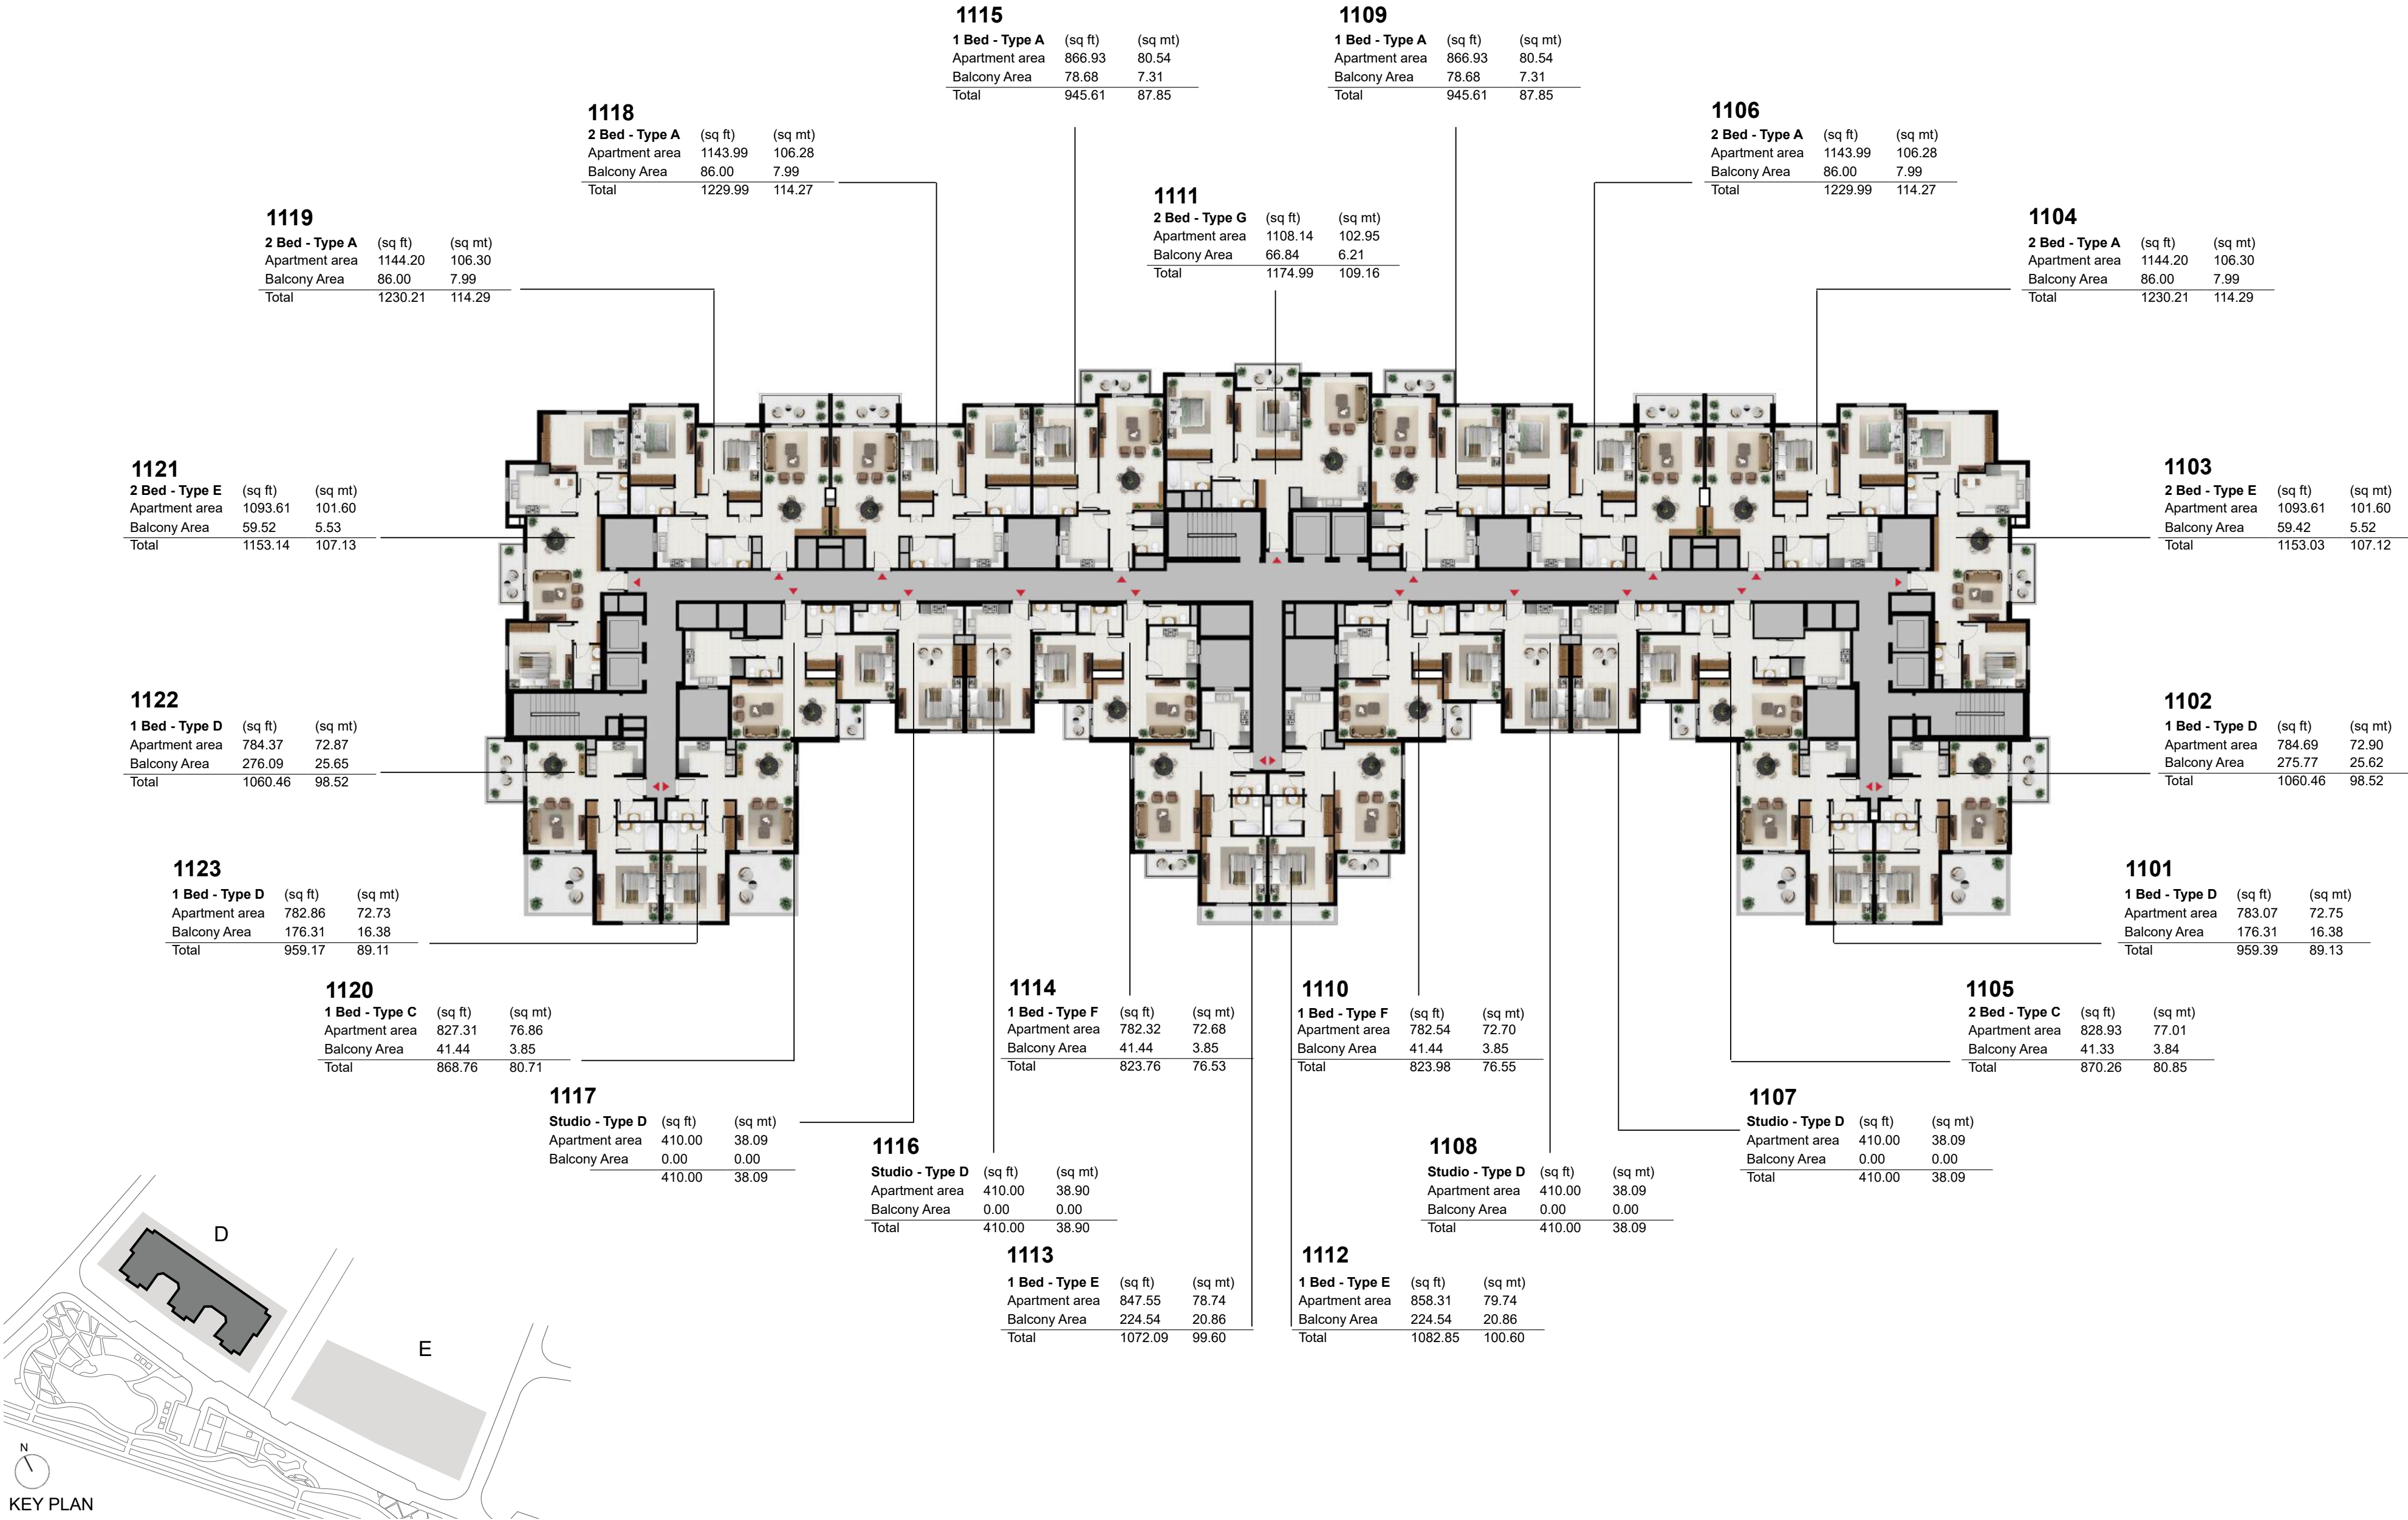 1115
1 Bed - Type A (sq ft) (sq mt)
Apartment area 866.93 80.54
Balcony Area 78.68 7.31
Total 945.61 87.85
1109
1 Bed - Type A (sq ft) (sq mt)
Apartment area 866.93 80.54
Balcony Area 78.68 7.31
Total 945.61 87.85
1118
2 Bed - Type A (sq ft) (sq mt)
Apartment area 1143.99 106.28
Balcony Area 86.00 7.99
Total 1229.99 114.27
1106
2 Bed - Type A (sq ft) (sq mt)
Apartment area 1143.99 106.28
Balcony Area 86.00 7.99
Total 1229.99 114.27
1111
2 Bed - Type G (sq ft) (sq mt)
Apartment area 1108.14 102.95
Balcony Area 66.84 6.21
Total 1174.99 109.16
1119
2 Bed - Type A (sq ft) (sq mt)
Apartment area 1144.20 106.30
Balcony Area 86.00 7.99
Total 1230.21 114.29
1104
2 Bed - Type A (sq ft) (sq mt)
Apartment area 1144.20 106.30
Balcony Area 86.00 7.99
Total 1230.21 114.29
1121
2 Bed - Type E (sq ft) (sq mt)
Apartment area 1093.61 101.60
Balcony Area 59.52 5.53
Total 1153.14 107.13
1103
2 Bed - Type E (sq ft) (sq mt)
Apartment area 1093.61 101.60
Balcony Area 59.42 5.52
Total 1153.03 107.12
1122
1 Bed - Type D (sq ft) (sq mt)
Apartment area 784.37 72.87
Balcony Area 276.09 25.65
Total 1060.46 98.52
1102
1 Bed - Type D (sq ft) (sq mt)
Apartment area 784.69 72.90
Balcony Area 275.77 25.62
Total 1060.46 98.52
1123
1 Bed - Type D (sq ft) (sq mt)
Apartment area 782.86 72.73
Balcony Area 176.31 16.38
Total 959.17 89.11
1101
1 Bed - Type D (sq ft) (sq mt)
Apartment area 783.07 72.75
Balcony Area 176.31 16.38
Total 959.39 89.13
1120
1 Bed - Type C (sq ft) (sq mt)
Apartment area 827.31 76.86
Balcony Area 41.44 3.85
Total 868.76 80.71
1114
1 Bed - Type F (sq ft) (sq mt)
Apartment area 782.32 72.68
Balcony Area 41.44 3.85
Total 823.76 76.53
1110
1 Bed - Type F (sq ft) (sq mt)
Apartment area 782.54 72.70
Balcony Area 41.44 3.85
Total 823.98 76.55
1105
2 Bed - Type C (sq ft) (sq mt)
Apartment area 828.93 77.01
Balcony Area 41.33 3.84
Total 870.26 80.85
1117
Studio - Type D (sq ft) (sq mt)
Apartment area 410.00 38.09
Balcony Area 0.00 0.00
410.00 38.09
1116
Studio - Type D (sq ft) (sq mt)
Apartment area 410.00 38.90
Balcony Area 0.00 0.00
Total 410.00 38.90
1108
Studio - Type D (sq ft) (sq mt)
Apartment area 410.00 38.09
Balcony Area 0.00 0.00
Total 410.00 38.09
1107
Studio - Type D (sq ft) (sq mt)
Apartment area 410.00 38.09
Balcony Area 0.00 0.00
Total 410.00 38.09
1113
1 Bed - Type E (sq ft) (sq mt)
Apartment area 847.55 78.74
Balcony Area 224.54 20.86
Total 1072.09 99.60
1112
1 Bed - Type E (sq ft) (sq mt)
Apartment area 858.31 79.74
Balcony Area 224.54 20.86
Total 1082.85 100.60
D
E
N
KEY PLAN